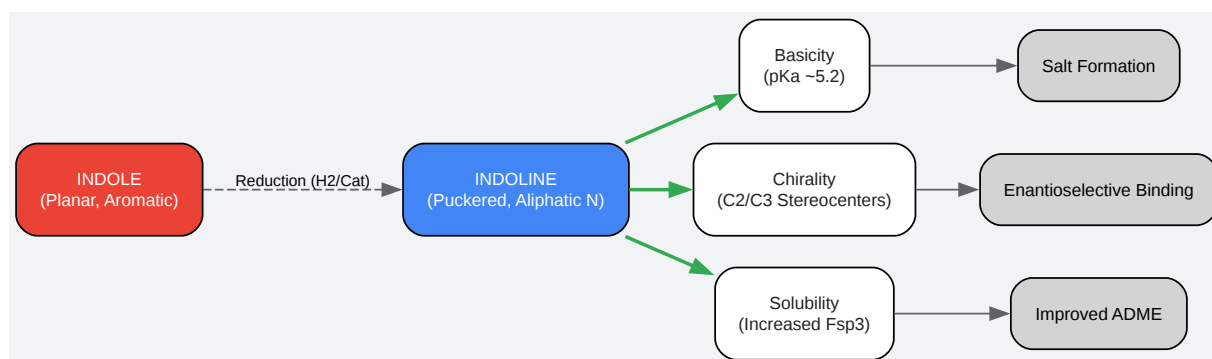 INDOLE
(Planar, Aromatic)
Reduction (H2/Cat)
INDOLINE
(Puckered, Aliphatic N)
Basicity
(pKa ~5.2)
Salt Formation
Chirality
(C2/C3 Stereocenters)
Enantioselective Binding
Solubility
(Increased Fsp3)
Improved ADME